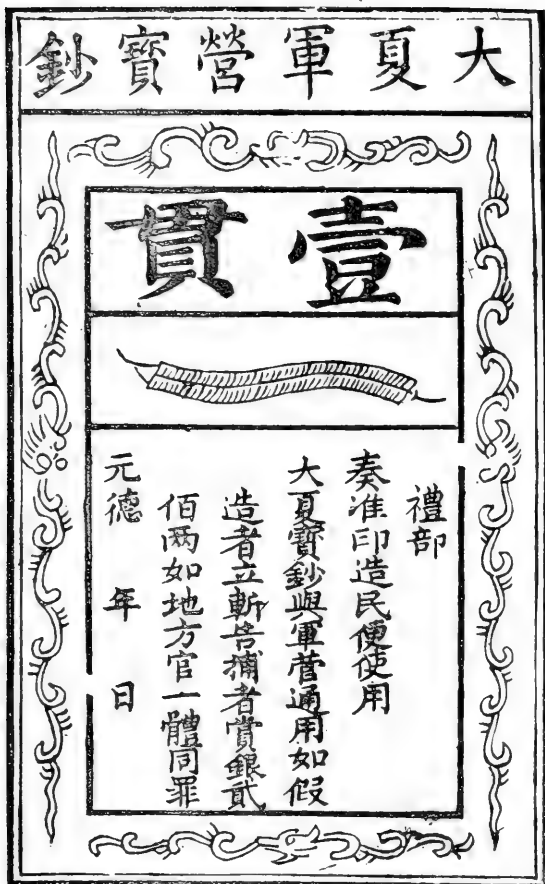 大夏軍營寶鈔
壹貫
禮部
奏准印造民便使用
大夏寶鈔與軍營通用如假
造者立斬告捕者賞銀貳
佰两如地方官一體同罪
元德 年 日